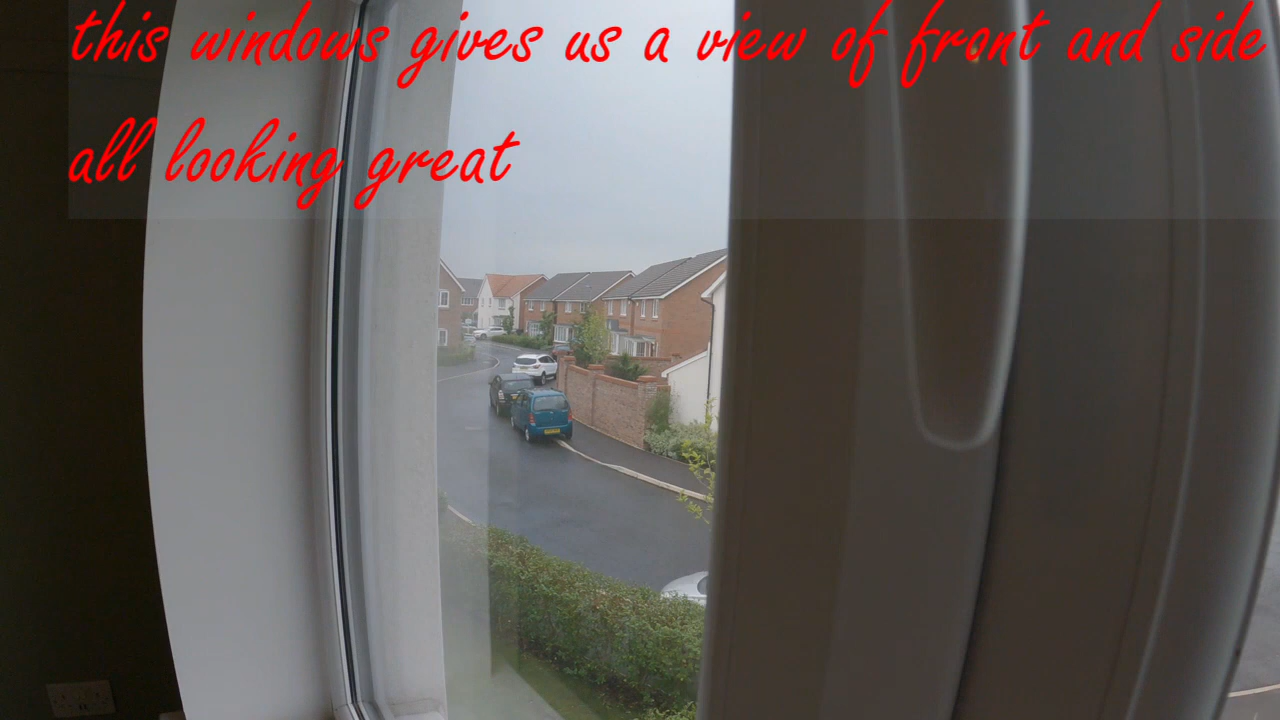 this windows gives us a view of front and side
all looking great